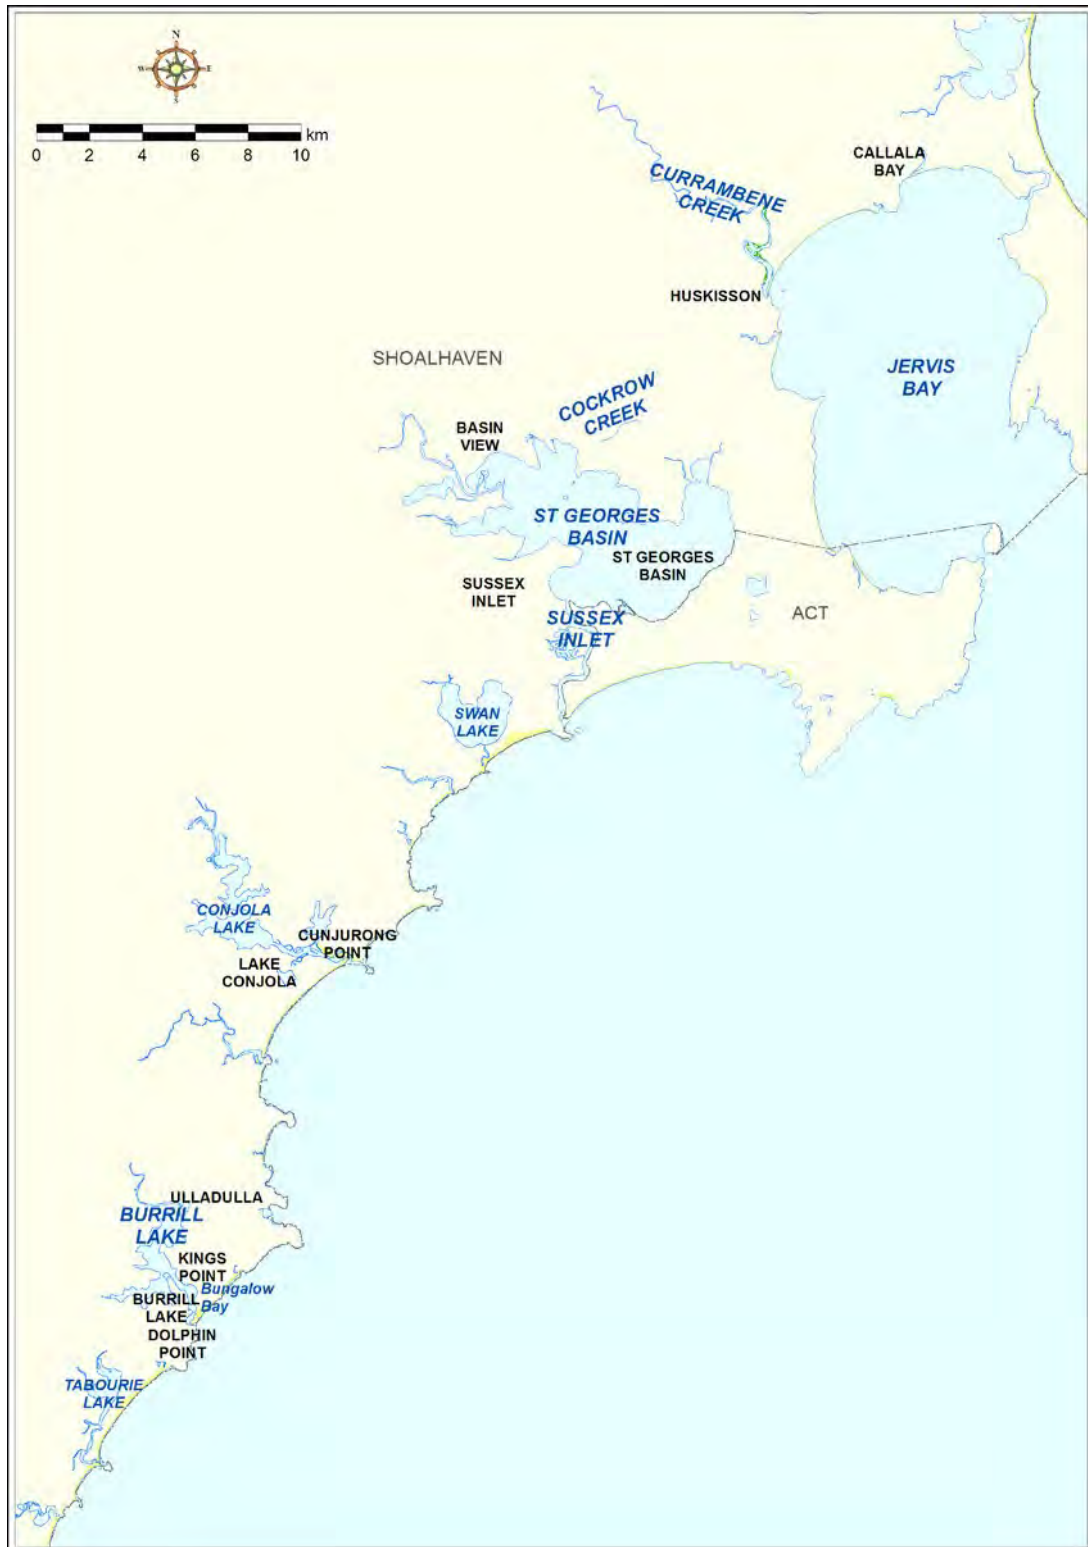 N
W
E
S
km
0 2 4 6 8 10
CALLALA
BAY
CURRAMBENE
CREEK
HUSKISSON
SHOALHAVEN
JERVIS
BAY
COCKROW
CREEK
BASIN
VIEW
ST GEORGES
BASIN
ST GEORGES
BASIN
SUSSEX
INLET
SUSSEX
INLET
ACT
SWAN
LAKE
CONJOLA
LAKE
CUNJURONG
POINT
LAKE
CONJOLA
ULLADULLA
BURRILL
LAKE
KINGS
POINT
Bungalow
Bay
BURRILL
LAKE
DOLPHIN
POINT
TABOURIE
LAKE